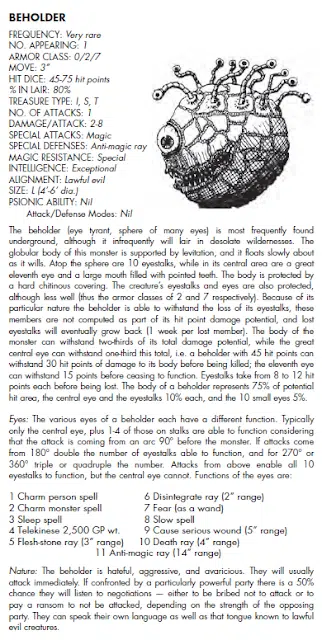 BEHOLDER
FREQUENCY: Very rare
NO. APPEARING: 1
ARMOR CLASS: 0/2/7
MOVE: 3"
HIT DICE: 45-75 hit points
% IN LAIR: 80%
TREASURE TYPE: I, S, T
NO. OF ATTACKS: 1
DAMAGE/ATTACK: 2-8
SPECIAL ATTACKS: Magic
SPECIAL DEFENSES: Anti-magic ray
MAGIC RESISTANCE: Special
INTELLIGENCE: Exceptional
ALIGNMENT: Lawful evil
SIZE: L (4'-6' dia.)
PSIONIC ABILITY: Nil
Attack/Defense Modes: Nil
The beholder (eye tyrant, sphere of many eyes) is most frequently found
underground, although it infrequently will lair in desolate wildernesses. The
globular body of this monster is supported by levitation, and it floats slowly about
as it wills. Atop the sphere are 10 eyestalks, while in its central area are a great
eleventh eye and a large mouth filled with pointed teeth. The body is protected by
a hard chitinous covering. The creature's eyestalks and eyes are also protected,
although less well (thus the armor classes of 2 and 7 respectively). Because of its
particular nature the beholder is able to withstand the loss of its eyestalks, these
members are not computed as part of its hit point damage potential, and lost
eyestalks will eventually grow back (1 week per lost member). The body of the
monster can withstand two-thirds of its total damage potential, while the great
central eye can withstand one-third this total, i.e. a beholder with 45 hit points can
withstand 30 hit points of damage to its body before being killed; the eleventh eye
can withstand 15 points before ceasing to function. Eyestalks take from 8 to 12 hit
points each before being lost. The body of a beholder represents 75% of potential
hit area, the central eye and the eyestalks 10% each, and the 10 small eyes 5%.
Eyes: The various eyes of a beholder each have a different function. Typically
only the central eye, plus 1-4 of those on stalks are able to function considering
that the attack is coming from an arc 90° before the monster. If attacks come
from 180° double the number of eyestalks able to function, and for 270° or
360° triple or quadruple the number. Attacks from above enable all 10
eyestalks to function, but the central eye cannot. Functions of the eyes are:
1 Charm person spell
2 Charm monster spell
3 Sleep spell
4 Telekinese 2,500 GP wt.
5 Flesh-stone ray (3" range)
6 Disintegrate ray (2" range)
7 Fear (as a wand)
8 Slow spell
9 Cause serious wound (5" range)
10 Death ray (4" range)
11 Anti-magic ray (14" range)
Nature: The beholder is hateful, aggressive, and avaricious. They will usually
attack immediately. If confronted by a particularly powerful party there is a 50%
chance they will listen to negotiations — either to be bribed not to attack or to
pay a ransom to not be attacked, depending on the strength of the opposing
party. They can speak their own language as well as that tongue known to lawful
evil creatures.